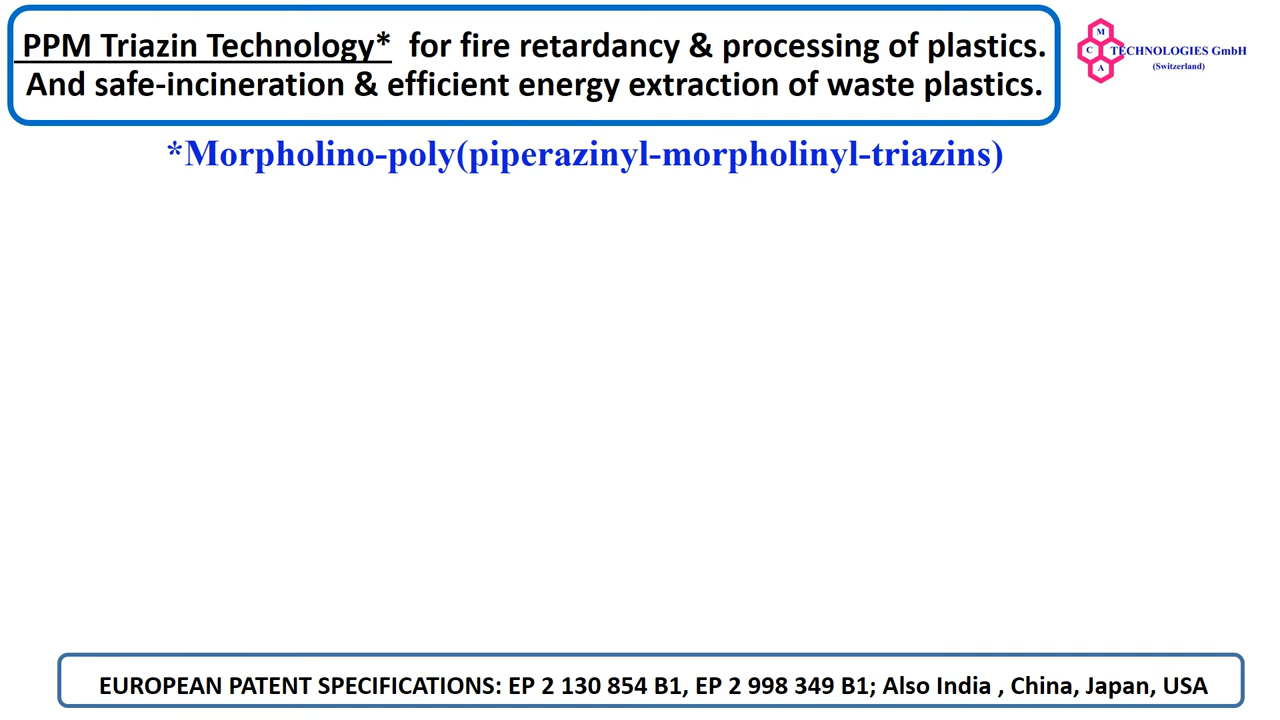 PPM Triazin Technology* for fire retardancy & processing of plastics.
And safe-incineration & efficient energy extraction of waste plastics.
M
C
A
TECHNOLOGIES GmbH
(Switzerland)
*Morpholino-poly(piperazinyl-morpholinyl-triazins)
EUROPEAN PATENT SPECIFICATIONS: EP 2 130 854 B1, EP 2 998 349 B1; Also India , China, Japan, USA